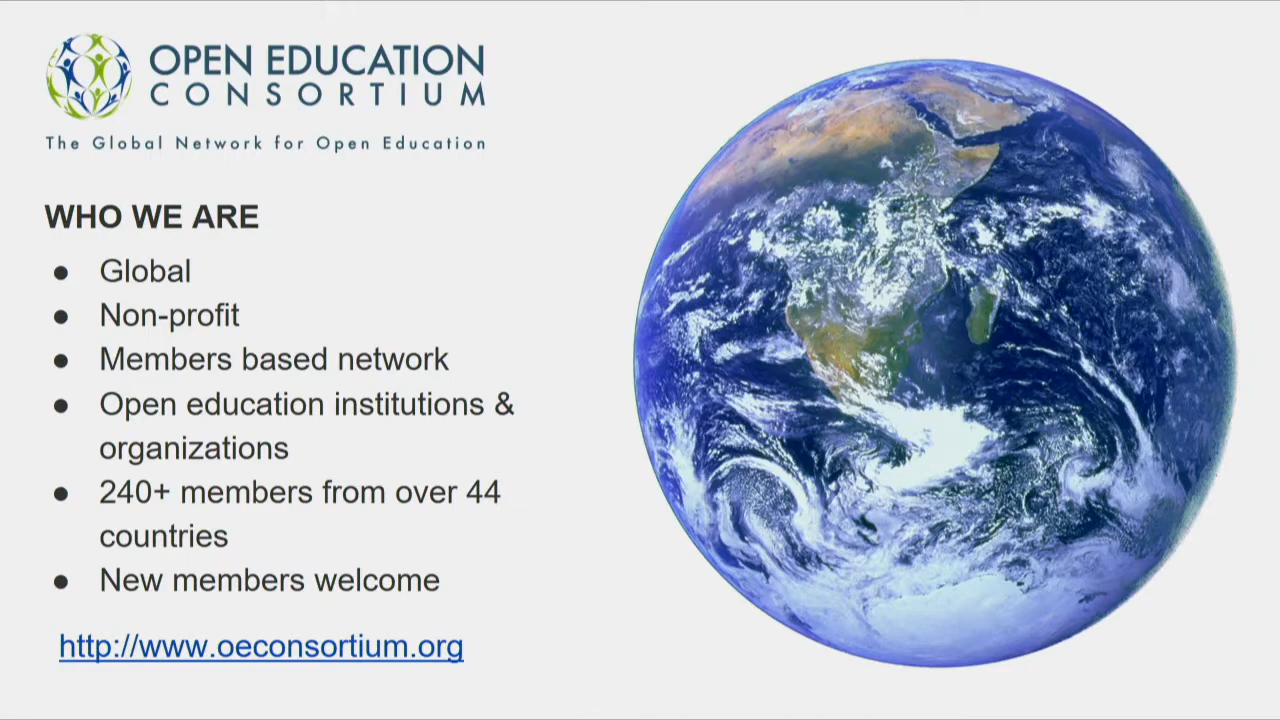 OPEN EDUCATION
CONSORTIUM
The Global Network for Open Education
WHO WE ARE
● Global
● Non-profit
● Members based network
● Open education institutions &
organizations
● 240+ members from over 44
countries
● New members welcome
http://www.oeconsortium.org